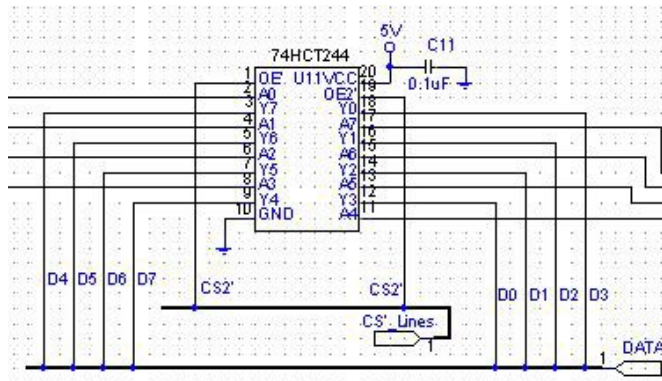 5V
C11
0.1uF
74HCT244
U11
1 OE' VCC 20
2 A0 OE2' 19
3 Y7 Y0 18
4 A1 A7 17
5 Y6 Y1 16
6 A2 A6 15
7 Y5 Y2 14
8 A3 A5 13
9 Y4 Y3 12
10 GND A4 11
D4 D5 D6 D7 CS2' CS2' D0 D1 D2 D3
CS'_Lines
1
1 DATA